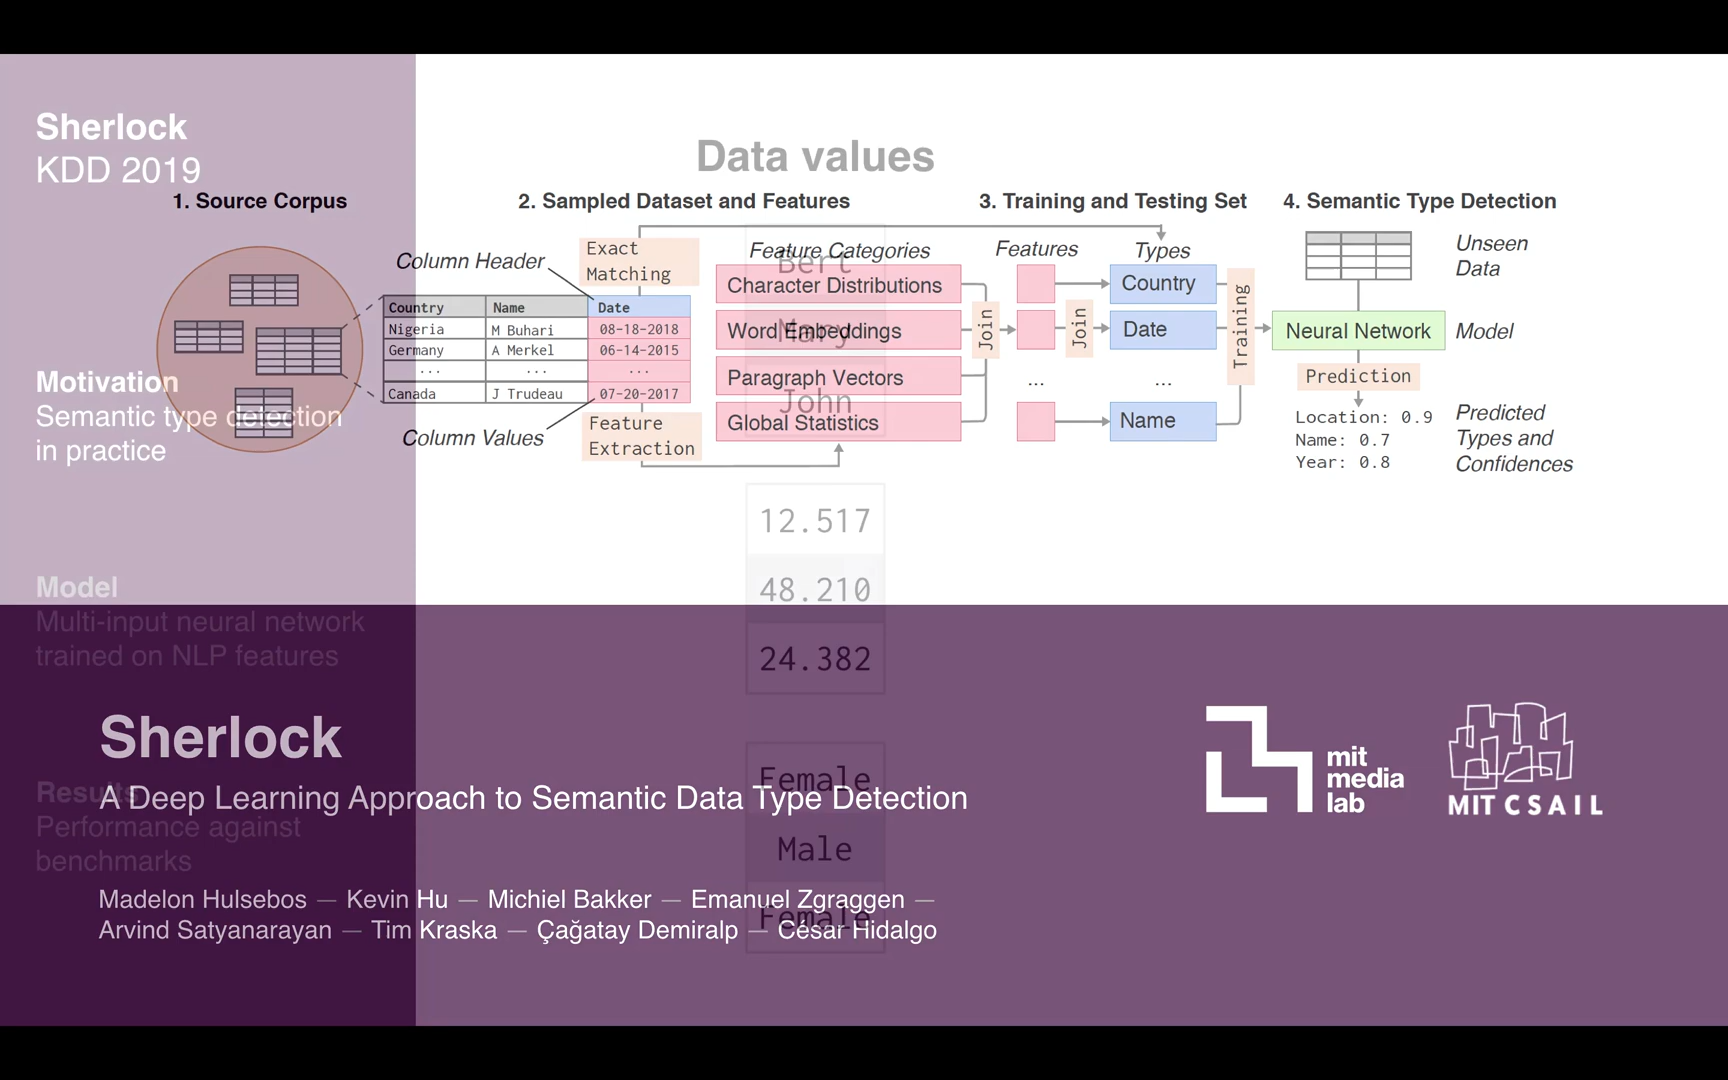 Sherlock
KDD 2019
Motivation
Semantic type detection
in practice
Model
Multi-input neural network
trained on NLP features
Results
Performance against
benchmarks
Data values
Bert
Mary
John
12.517
48.210
24.382
Female
Male
Female
1. Source Corpus
2. Sampled Dataset and Features
3. Training and Testing Set
4. Semantic Type Detection
Column Header
Exact
Matching
Country Name Date
Nigeria M Buhari 08-18-2018
Germany A Merkel 06-14-2015
... ... ...
Canada J Trudeau 07-20-2017
Column Values
Feature
Extraction
Feature Categories
Character Distributions
Word Embeddings
Paragraph Vectors
Global Statistics
Join
Features
...
Join
Types
Country
Date
...
Name
Training
Unseen
Data
Neural Network
Model
Prediction
Location: 0.9
Name: 0.7
Year: 0.8
Predicted
Types and
Confidences
Sherlock
A Deep Learning Approach to Semantic Data Type Detection
Madelon Hulsebos — Kevin Hu — Michiel Bakker — Emanuel Zgraggen —
Arvind Satyanarayan — Tim Kraska — Çağatay Demiralp — César Hidalgo
mit
media
lab
MIT CSAIL